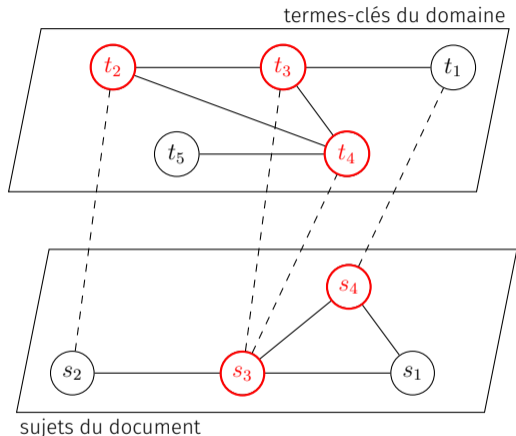 termes-clés du domaine
t2 t3 t1
t5 t4
s4
s2 s3 s1
sujets du document